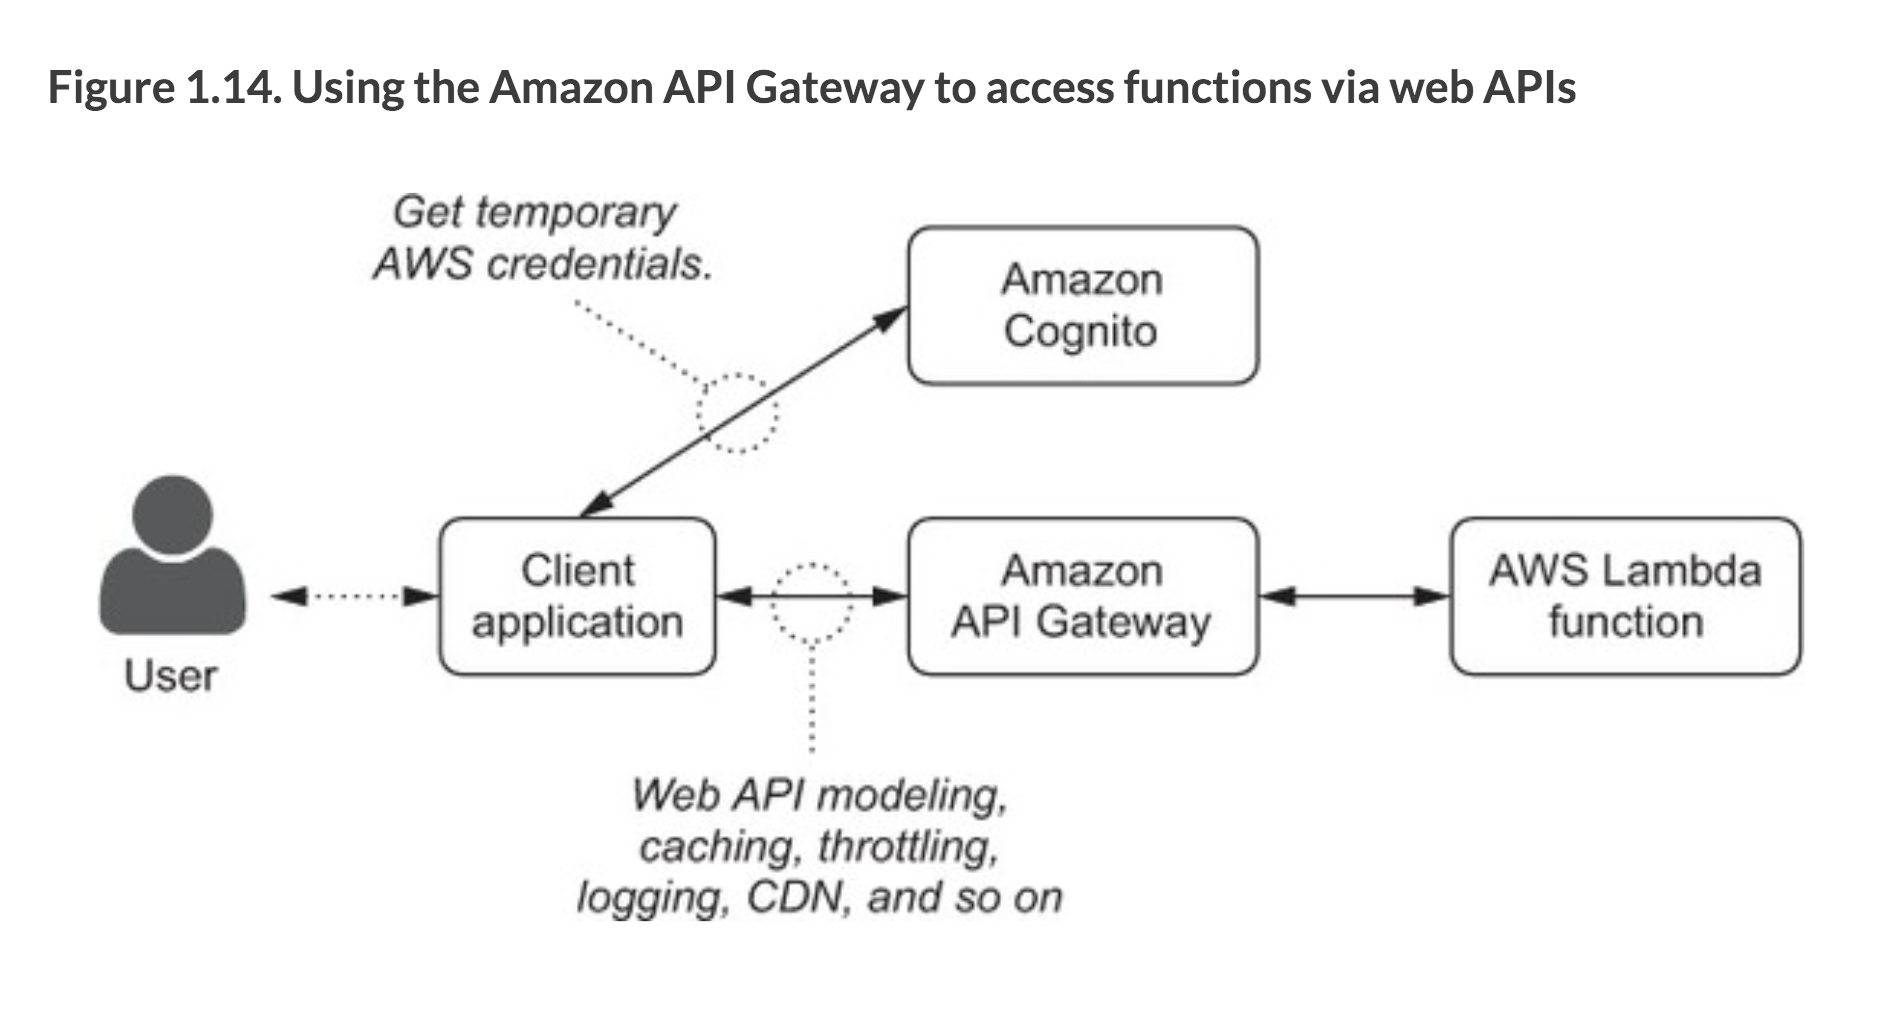 Figure 1.14. Using the Amazon API Gateway to access functions via web APIs
Get temporary
AWS credentials.
Amazon
Cognito
User
Client
application
Amazon
API Gateway
AWS Lambda
function
Web API modeling,
caching, throttling,
logging, CDN, and so on